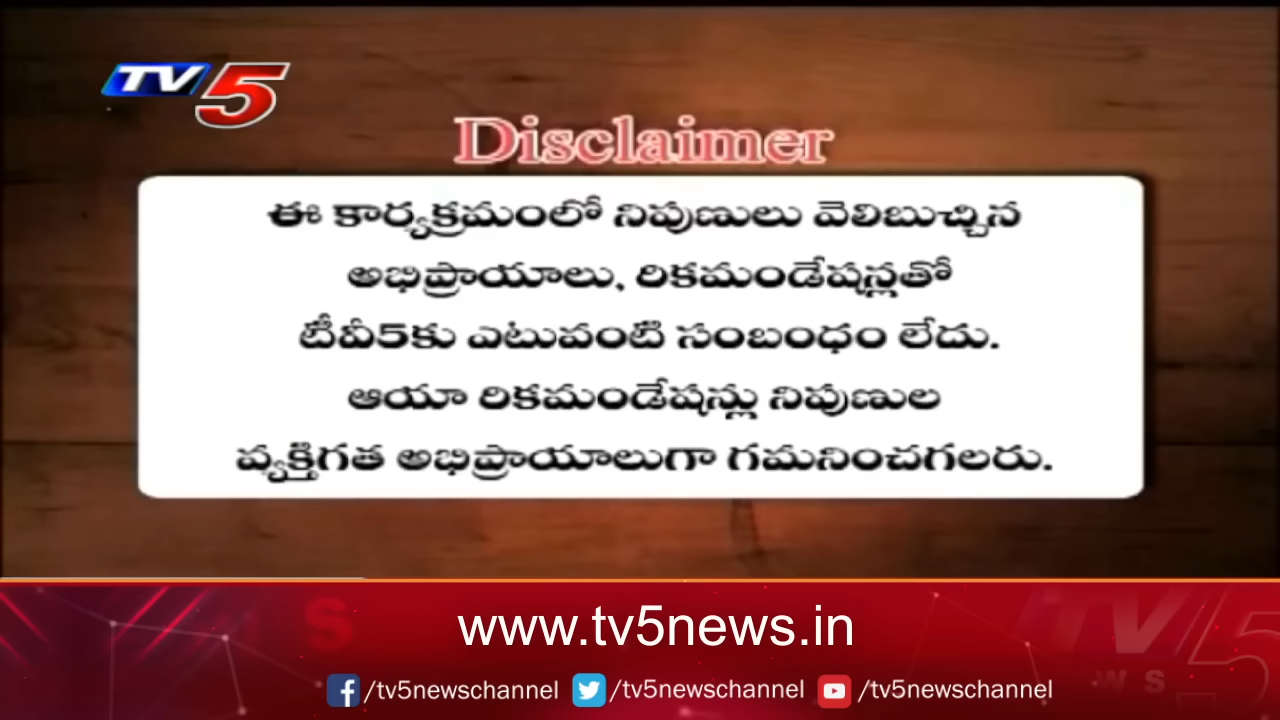 TV5
Disclaimer
ఈ కార్యక్రమంలో నిపుణులు వెలిబుచ్చిన
అభిప్రాయాలు, రికమండేషన్లతో
టీవీ5కు ఎటువంటి సంబంధం లేదు.
ఆయా రికమండేషన్లు నిపుణుల
వ్యక్తిగత అభిప్రాయాలుగా గమనించగలరు.
S
TV5
W S
www.tv5news.in
/tv5newschannel /tv5newschannel /tv5newschannel